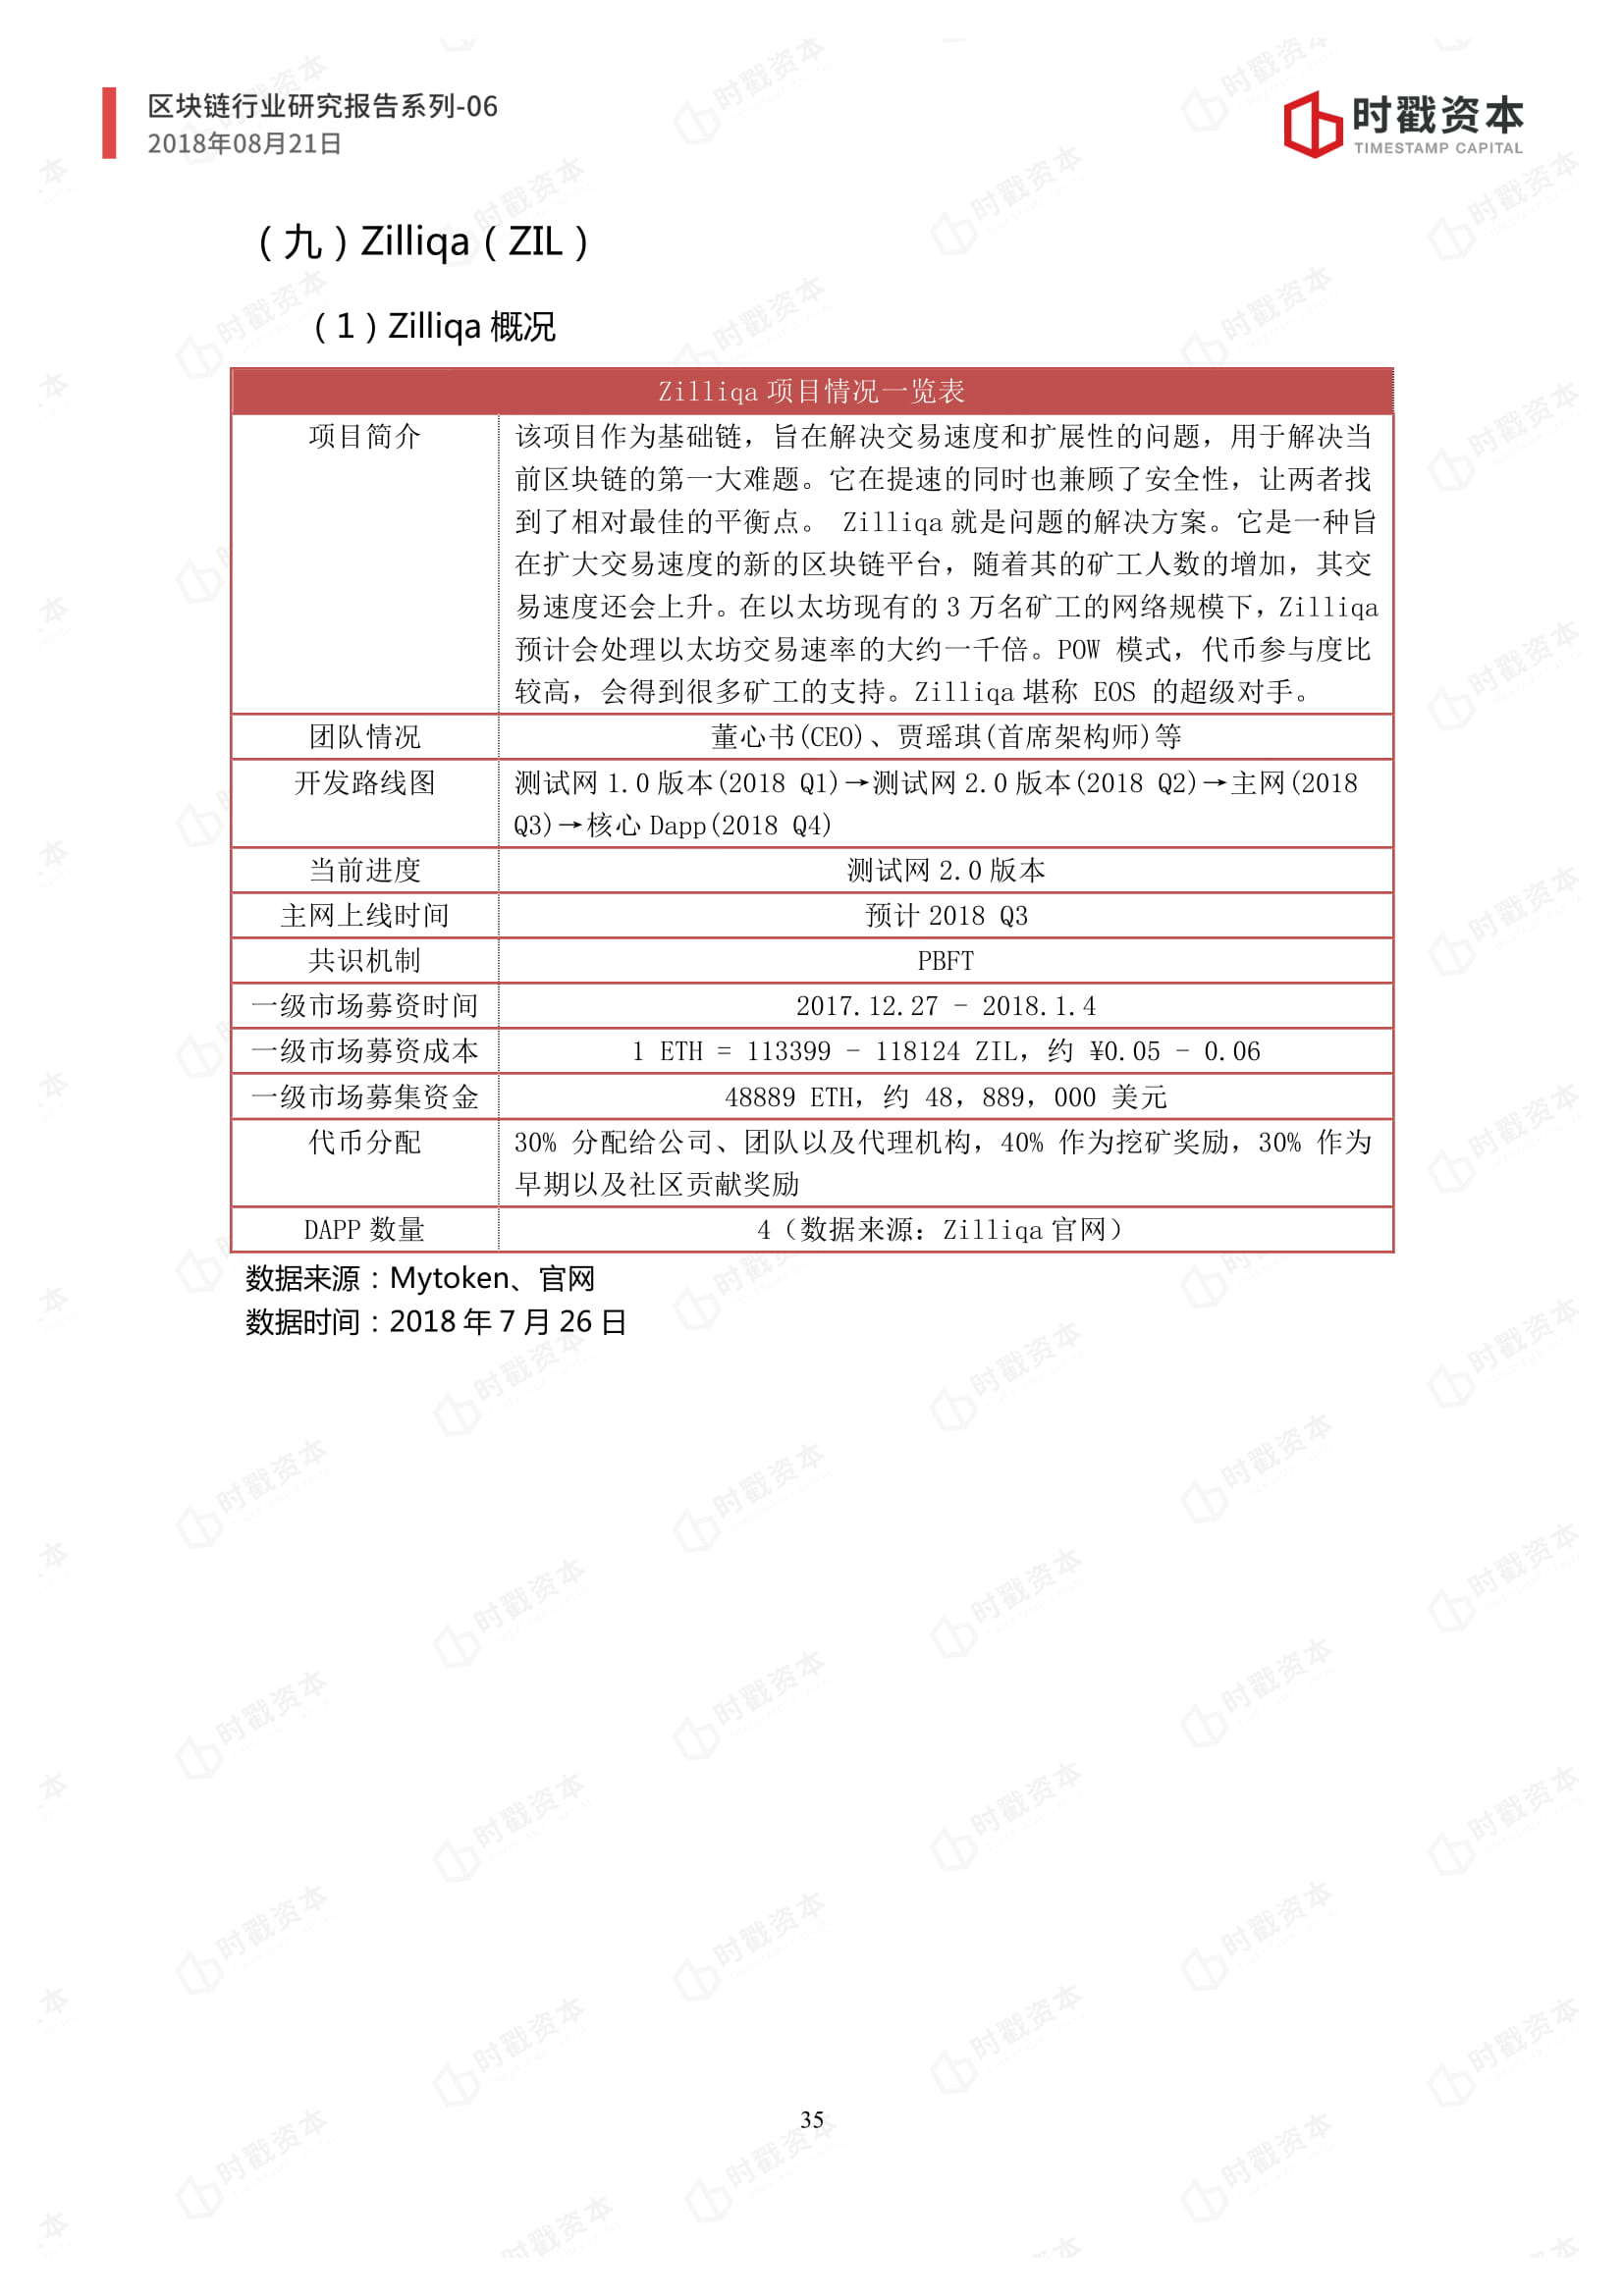 区块链行业研究报告系列-06
2018年08月21日
时戳资本
TIMESTAMP CAPITAL
（九）Zilliqa（ZIL）
（1）Zilliqa 概况
Zilliqa 项目情况一览表
项目简介
该项目作为基础链，旨在解决交易速度和扩展性的问题，用于解决当
前区块链的第一大难题。它在提速的同时也兼顾了安全性，让两者找
到了相对最佳的平衡点。 Zilliqa 就是问题的解决方案。它是一种旨
在扩大交易速度的新的区块链平台，随着其的矿工人数的增加，其交
易速度还会上升。在以太坊现有的 3 万名矿工的网络规模下，Zilliqa
预计会处理以太坊交易速率的大约一千倍。POW 模式，代币参与度比
较高，会得到很多矿工的支持。Zilliqa 堪称 EOS 的超级对手。
团队情况
董心书(CEO)、贾瑶琪(首席架构师)等
开发路线图
测试网 1.0 版本(2018 Q1)→测试网 2.0 版本(2018 Q2)→主网(2018
Q3)→核心 Dapp(2018 Q4)
当前进度
测试网 2.0 版本
主网上线时间
预计 2018 Q3
共识机制
PBFT
一级市场募资时间
2017.12.27 - 2018.1.4
一级市场募资成本
1 ETH = 113399 - 118124 ZIL，约 ¥0.05 - 0.06
一级市场募集资金
48889 ETH，约 48，889，000 美元
代币分配
30% 分配给公司、团队以及代理机构，40% 作为挖矿奖励，30% 作为
早期以及社区贡献奖励
DAPP 数量
4（数据来源：Zilliqa 官网）
数据来源：Mytoken、官网
数据时间：2018 年 7 月 26 日
35